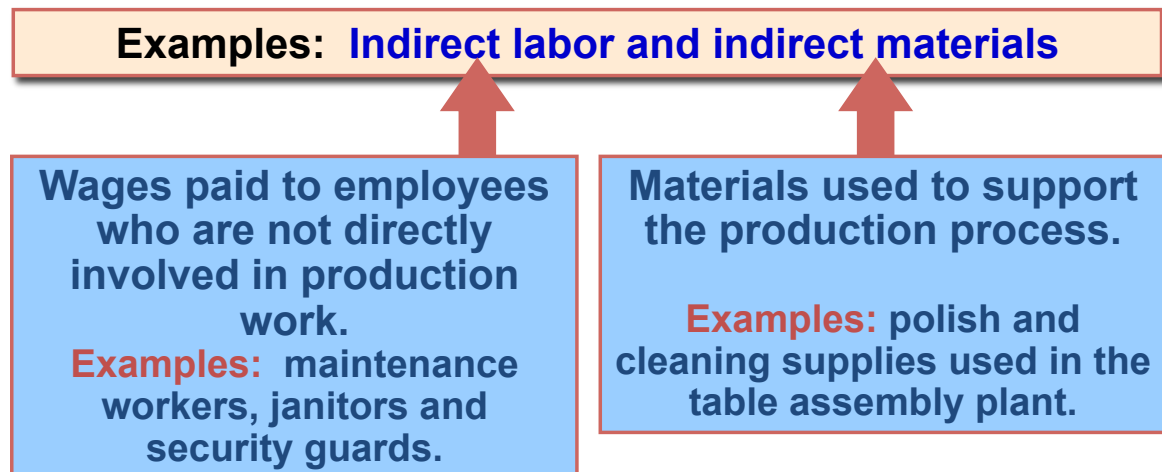 Examples: Indirect labor and indirect materials
Wages paid to employees
who are not directly
involved in production
work.
Examples: maintenance
workers, janitors and
security guards.
Materials used to support
the production process.
Examples: polish and
cleaning supplies used in the
table assembly plant.